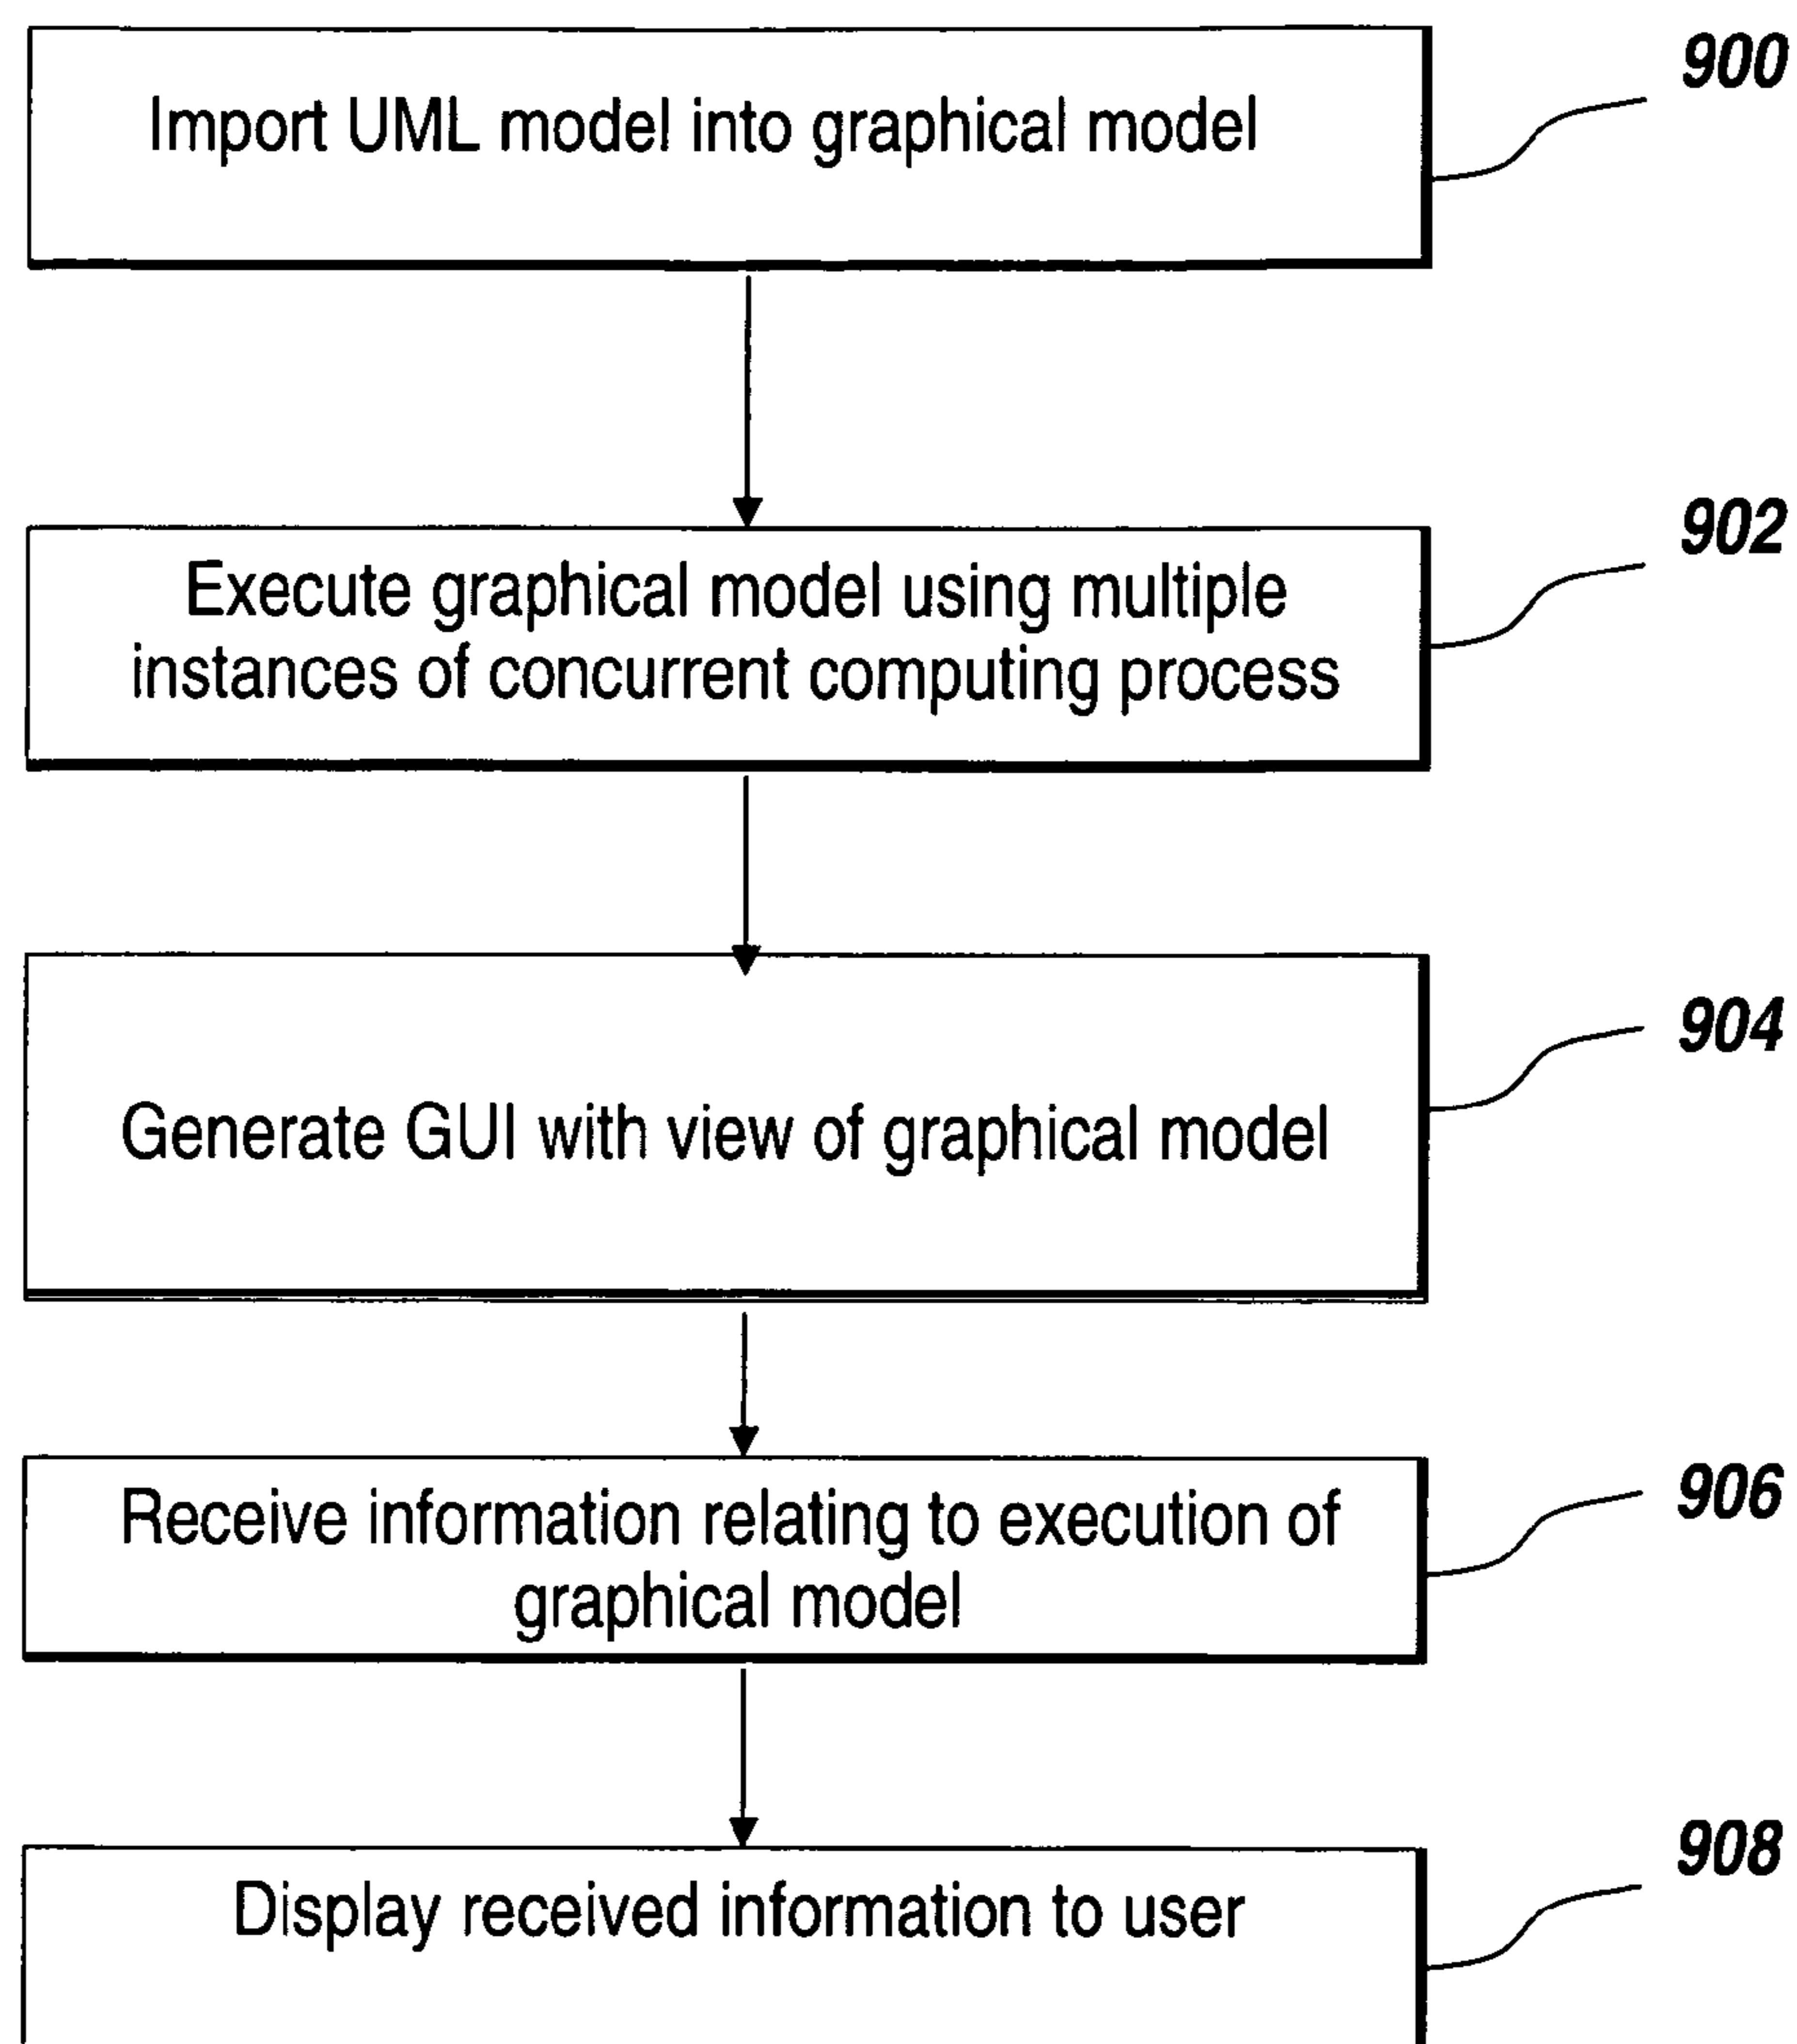 900
Import UML model into graphical model
902
Execute graphical model using multiple
instances of concurrent computing process
904
Generate GUI with view of graphical model
906
Receive information relating to execution of
graphical model
908
Display received information to user